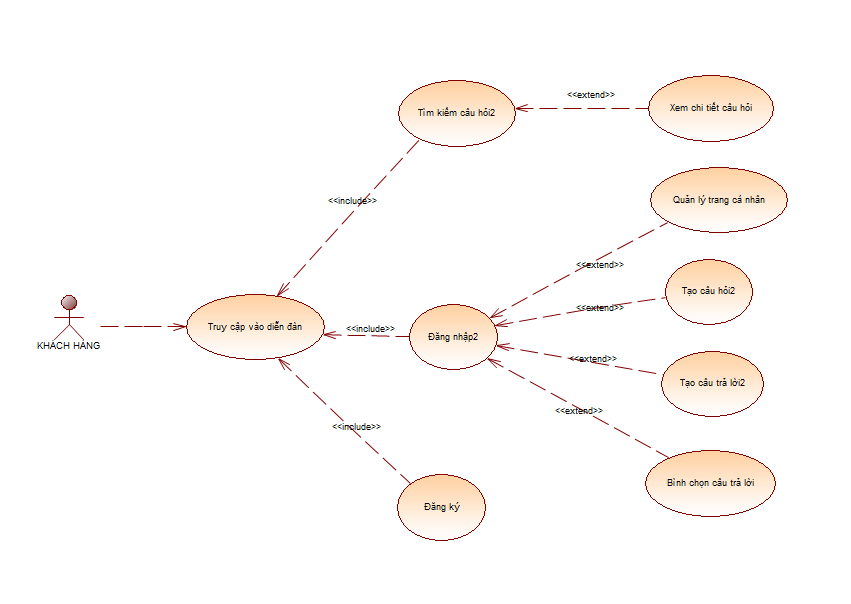 <<extend>>
Xem chi tiết câu hỏi
Tìm kiếm câu hỏi2
<<include>>
Quản lý trang cá nhân
<<extend>>
Tạo câu hỏi2
<<extend>>
KHÁCH HÀNG
Truy cập vào diễn đàn
<<include>>
Đăng nhập2
<<extend>>
Tạo câu trả lời2
<<extend>>
<<include>>
Bình chọn câu trả lời
Đăng ký